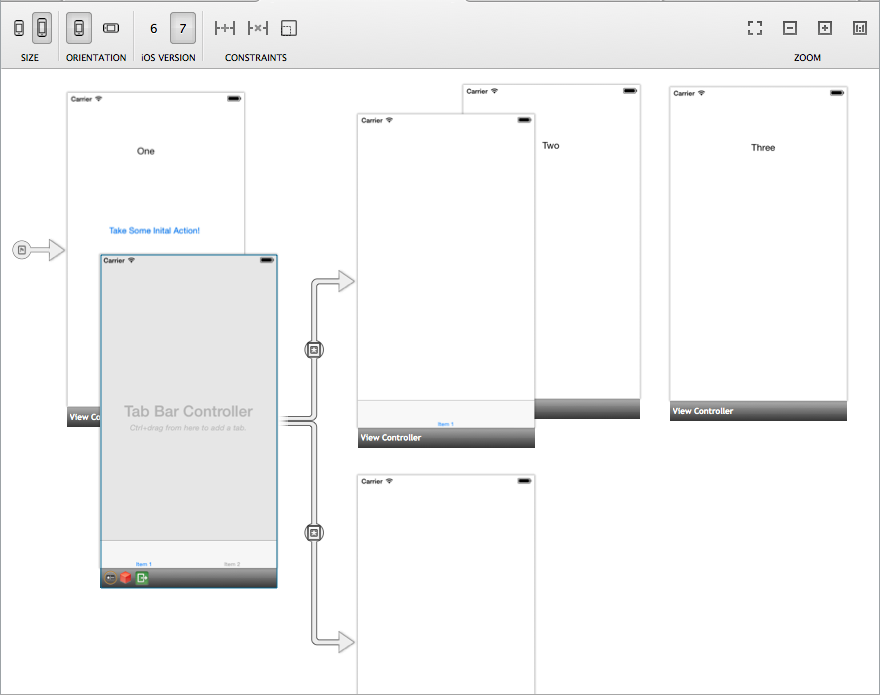 6 7
SIZE ORIENTATION iOS VERSION CONSTRAINTS ZOOM
Carrier
One
Take Some Inital Action!
View Co
Carrier
Tab Bar Controller
Ctrl+drag from here to add a tab.
Item 1 Item 2
Carrier
Item 1
View Controller
Carrier
Two
Carrier
Three
View Controller
Carrier